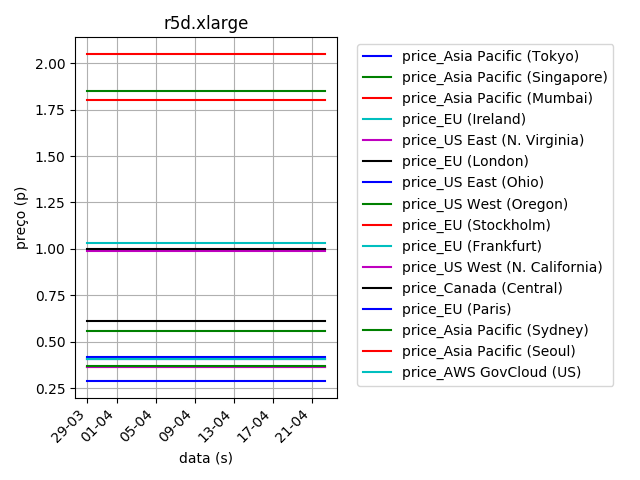 r5d.xlarge
2.00
1.75
1.50
1.25
1.00
0.75
0.50
0.25
preço (p)
29-03
01-04
05-04
09-04
13-04
17-04
21-04
data (s)
price_Asia Pacific (Tokyo)
price_Asia Pacific (Singapore)
price_Asia Pacific (Mumbai)
price_EU (Ireland)
price_US East (N. Virginia)
price_EU (London)
price_US East (Ohio)
price_US West (Oregon)
price_EU (Stockholm)
price_EU (Frankfurt)
price_US West (N. California)
price_Canada (Central)
price_EU (Paris)
price_Asia Pacific (Sydney)
price_Asia Pacific (Seoul)
price_AWS GovCloud (US)